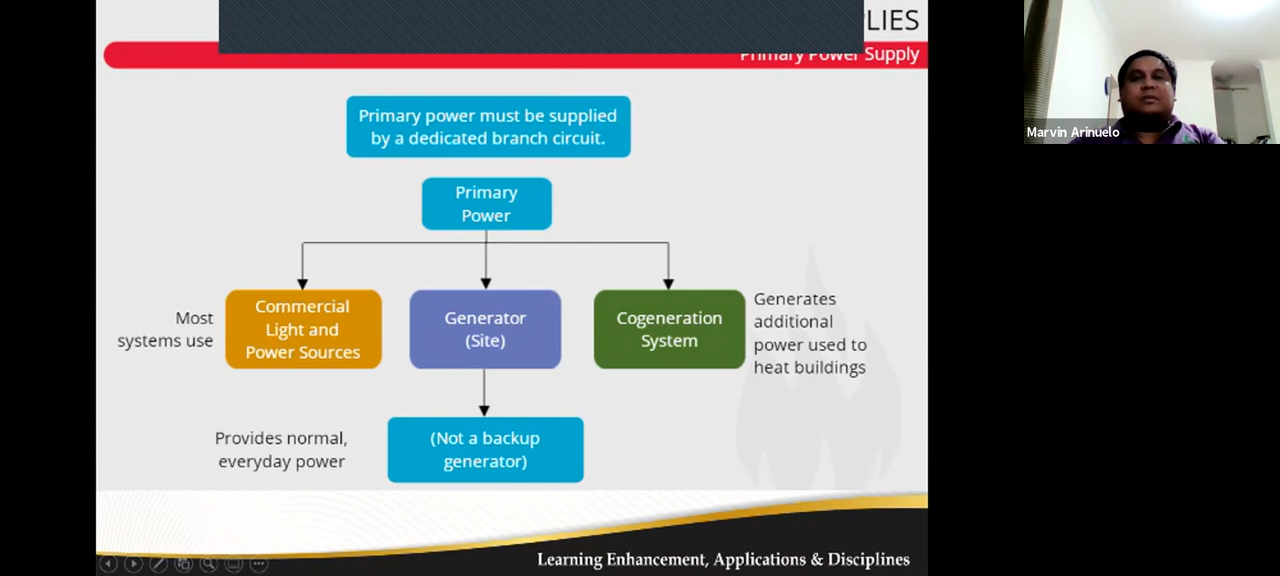 LIES
Primary Power Supply
Primary power must be supplied
by a dedicated branch circuit.
Primary
Power
Most
systems use
Commercial
Light and
Power Sources
Generator
(Site)
Cogeneration
System
Generates
additional
power used to
heat buildings
Provides normal,
everyday power
(Not a backup
generator)
Learning Enhancement, Applications & Disciplines
Marvin Arinuelo